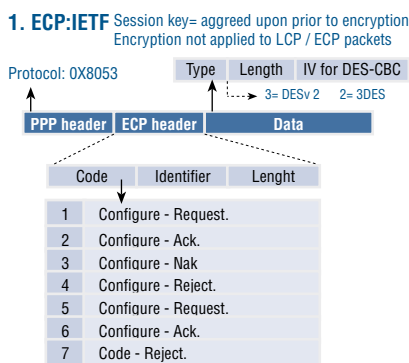 1. ECP:IETF Session key= aggreed upon prior to encryption
Encryption not applied to LCP / ECP packets
Protocol: 0X8053
Type Length IV for DES-CBC
3= DESv 2 2= 3DES
PPP header ECP header Data
Code Identifier Lenght
1 Configure - Request.
2 Configure - Ack.
3 Configure - Nak
4 Configure - Reject.
5 Configure - Request.
6 Configure - Ack.
7 Code - Reject.